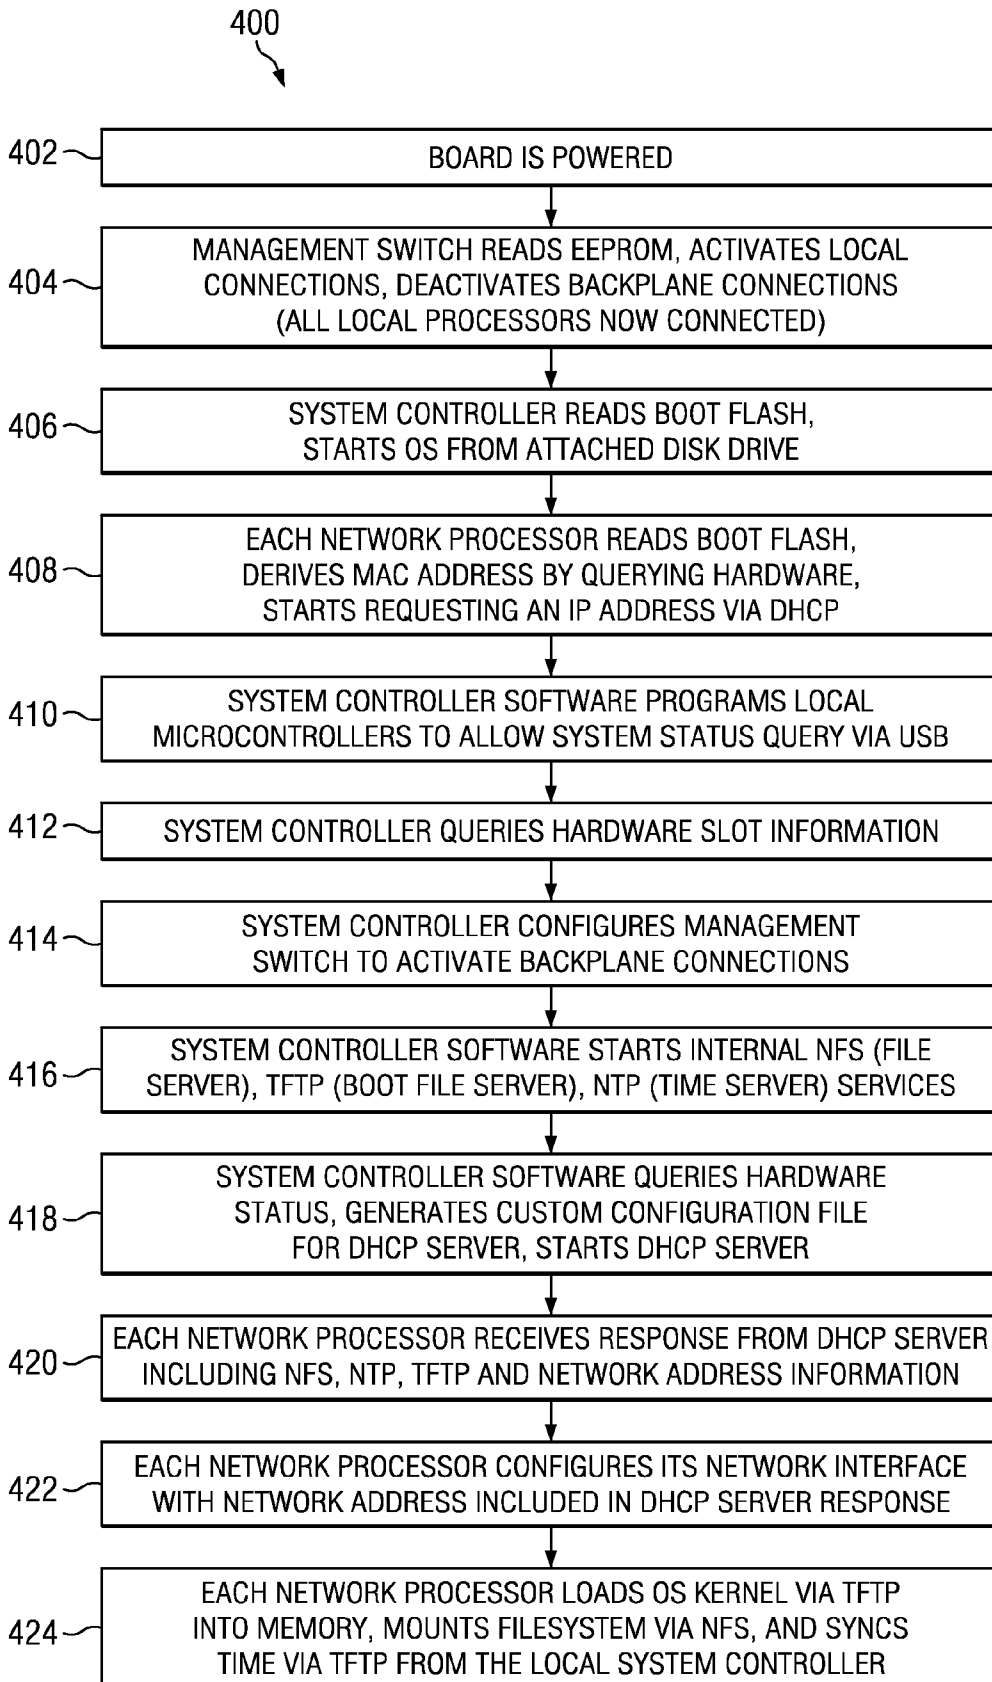 400
402
BOARD IS POWERED
404
MANAGEMENT SWITCH READS EEPROM, ACTIVATES LOCAL
CONNECTIONS, DEACTIVATES BACKPLANE CONNECTIONS
(ALL LOCAL PROCESSORS NOW CONNECTED)
406
SYSTEM CONTROLLER READS BOOT FLASH,
STARTS OS FROM ATTACHED DISK DRIVE
408
EACH NETWORK PROCESSOR READS BOOT FLASH,
DERIVES MAC ADDRESS BY QUERYING HARDWARE,
STARTS REQUESTING AN IP ADDRESS VIA DHCP
410
SYSTEM CONTROLLER SOFTWARE PROGRAMS LOCAL
MICROCONTROLLERS TO ALLOW SYSTEM STATUS QUERY VIA USB
412
SYSTEM CONTROLLER QUERIES HARDWARE SLOT INFORMATION
414
SYSTEM CONTROLLER CONFIGURES MANAGEMENT
SWITCH TO ACTIVATE BACKPLANE CONNECTIONS
416
SYSTEM CONTROLLER SOFTWARE STARTS INTERNAL NFS (FILE
SERVER), TFTP (BOOT FILE SERVER), NTP (TIME SERVER) SERVICES
418
SYSTEM CONTROLLER SOFTWARE QUERIES HARDWARE
STATUS, GENERATES CUSTOM CONFIGURATION FILE
FOR DHCP SERVER, STARTS DHCP SERVER
420
EACH NETWORK PROCESSOR RECEIVES RESPONSE FROM DHCP SERVER
INCLUDING NFS, NTP, TFTP AND NETWORK ADDRESS INFORMATION
422
EACH NETWORK PROCESSOR CONFIGURES ITS NETWORK INTERFACE
WITH NETWORK ADDRESS INCLUDED IN DHCP SERVER RESPONSE
424
EACH NETWORK PROCESSOR LOADS OS KERNEL VIA TFTP
INTO MEMORY, MOUNTS FILESYSTEM VIA NFS, AND SYNCS
TIME VIA TFTP FROM THE LOCAL SYSTEM CONTROLLER